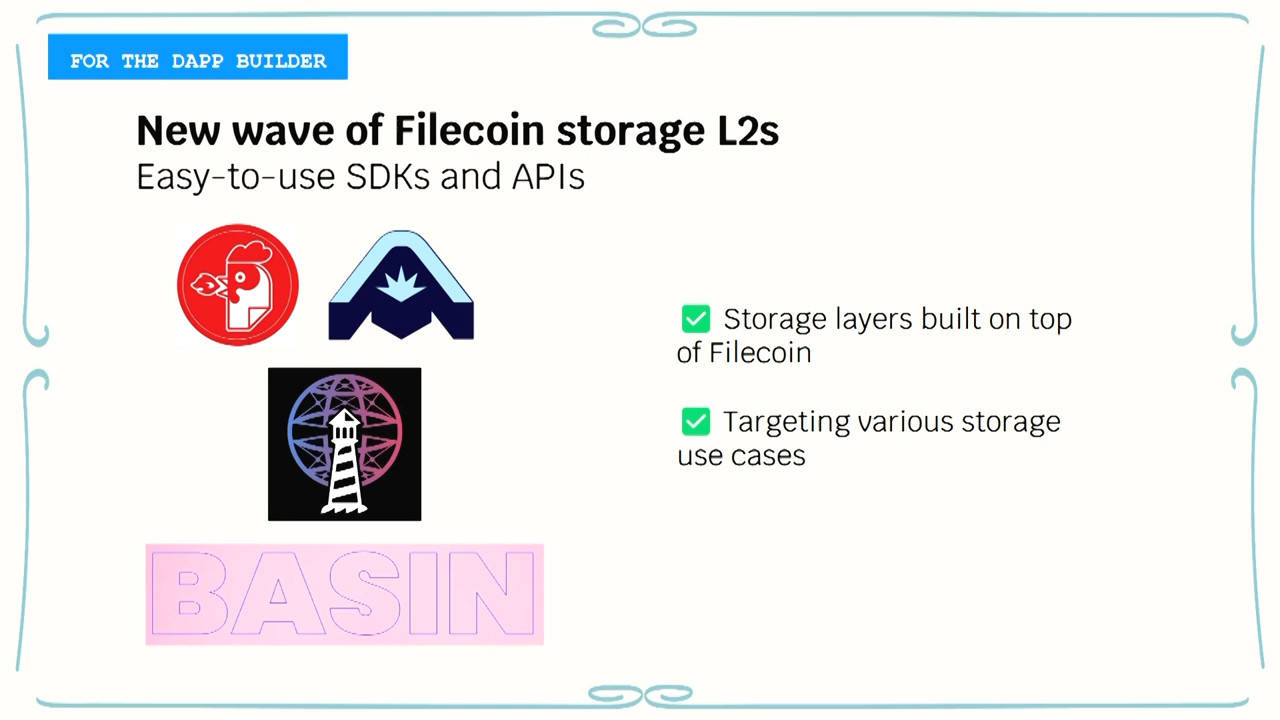 FOR THE DAPP BUILDER
New wave of Filecoin storage L2s
Easy-to-use SDKs and APIs
✅ Storage layers built on top
of Filecoin
✅ Targeting various storage
use cases
BASIN